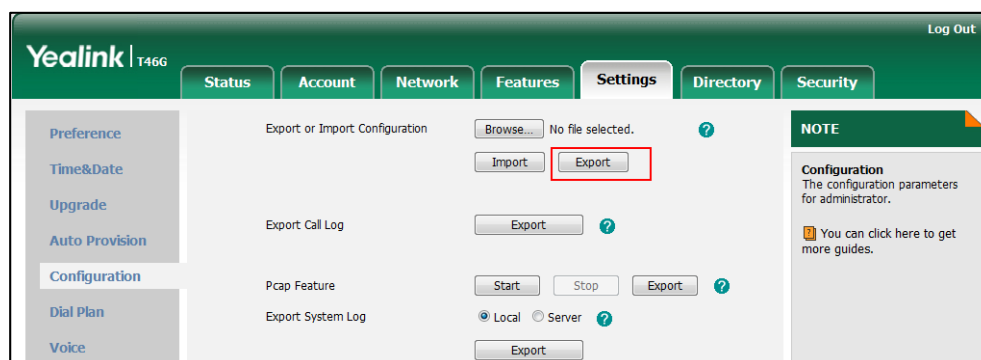 Log Out
Yealink T46G
Status Account Network Features Settings Directory Security
Preference
Time&Date
Upgrade
Auto Provision
Configuration
Dial Plan
Voice
Export or Import Configuration Browse... No file selected. ?
Import Export
Export Call Log Export ?
Pcap Feature Start Stop Export ?
Export System Log Local Server ?
Export
NOTE
Configuration
The configuration parameters
for administrator.
? You can click here to get
more guides.